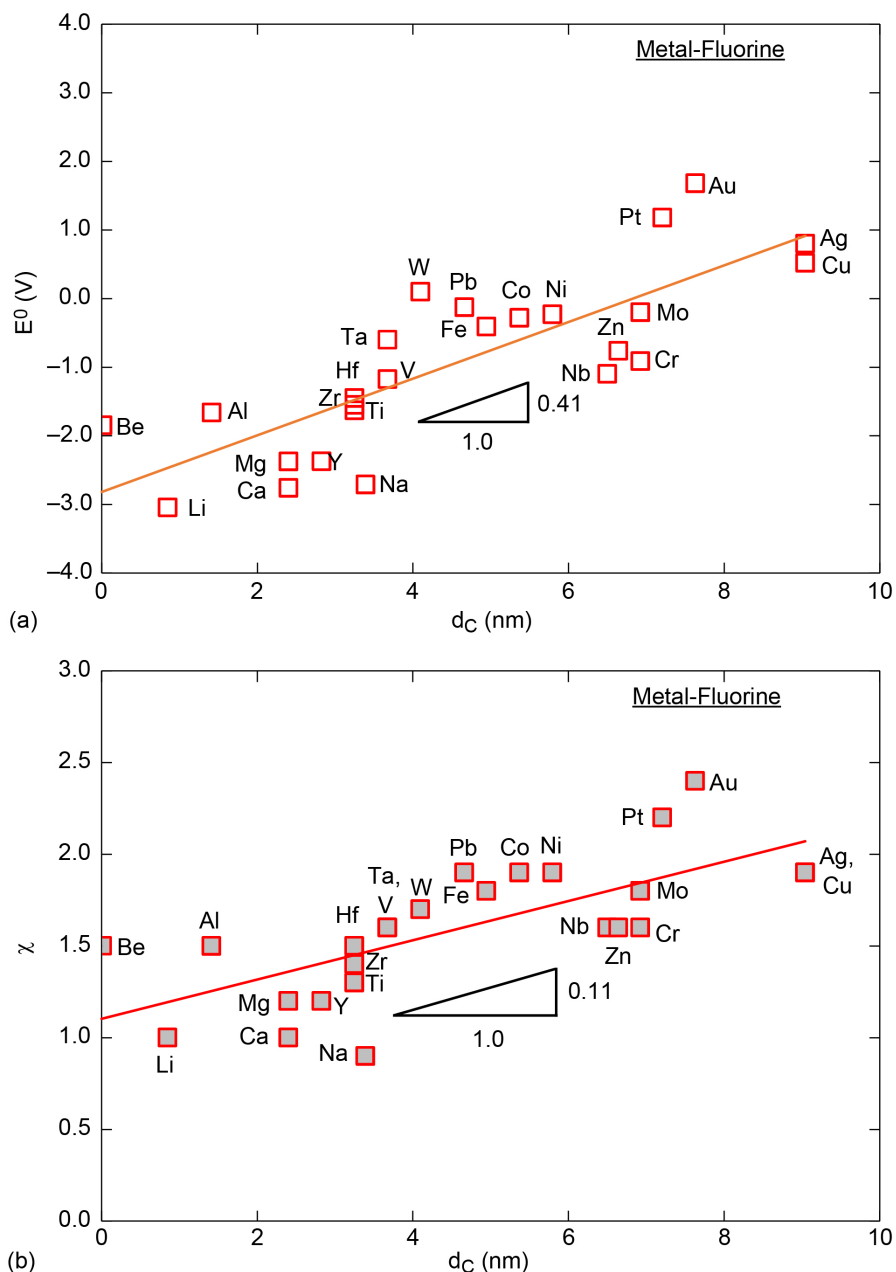 Metal-Fluorine
4.0
3.0
2.0
1.0
0.0
–1.0
–2.0
–3.0
–4.0
E⁰ (V)
Au
Pt
Ag
Cu
W
Pb
Co
Ni
Mo
Fe
Ta
Zn
Hf
V
Nb
Cr
Zr
Ti
0.41
1.0
Al
Be
Mg
Y
Ca
Na
Li
0
2
4
6
8
10
(a)
d_C (nm)
Metal-Fluorine
3.0
2.5
2.0
1.5
1.0
0.5
0.0
χ
Au
Pt
Pb
Co
Ni
Ag,
Cu
Ta,
V
W
Fe
Mo
Al
Hf
Be
Nb
Zn
Cr
Zr
Ti
0.11
1.0
Mg
Y
Ca
Na
Li
0
2
4
6
8
10
(b)
d_C (nm)